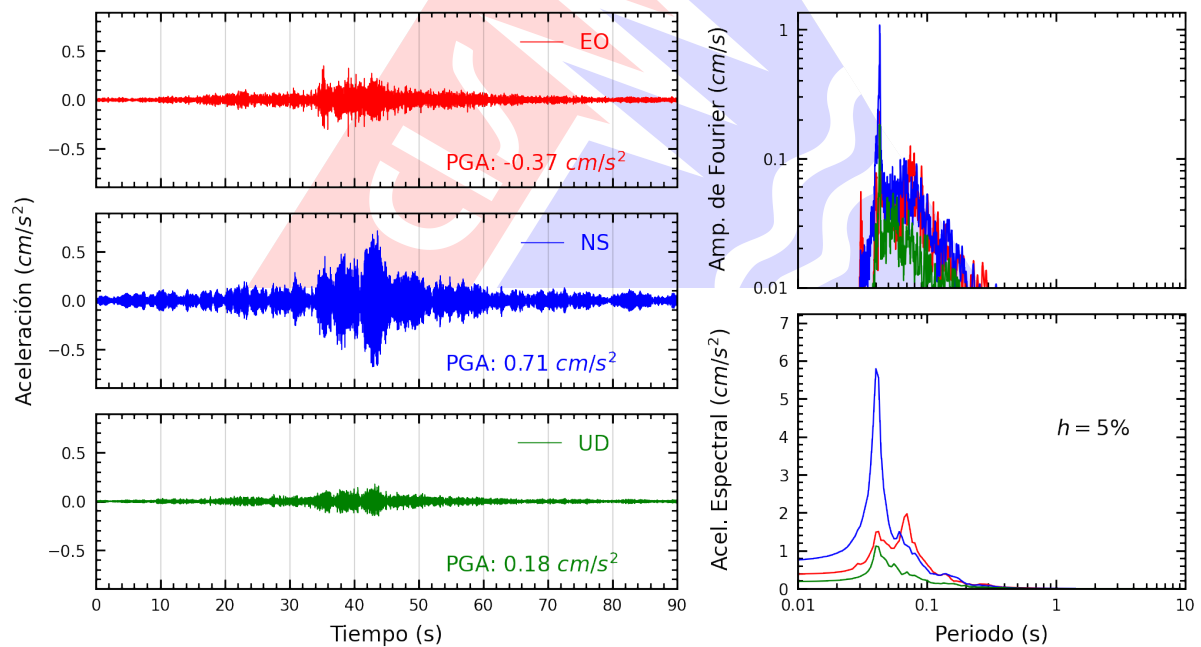 Aceleración (cm/s²)
0.5
0.0
−0.5
EO
PGA: -0.37 cm/s²
0.5
0.0
−0.5
NS
PGA: 0.71 cm/s²
0.5
0.0
−0.5
UD
PGA: 0.18 cm/s²
0 10 20 30 40 50 60 70 80 90
Tiempo (s)
Amp. de Fourier (cm/s)
1
0.1
0.01
Acel. Espectral (cm/s²)
7
6
5
4
3
2
1
0
h = 5%
0.01 0.1 1 10
Periodo (s)